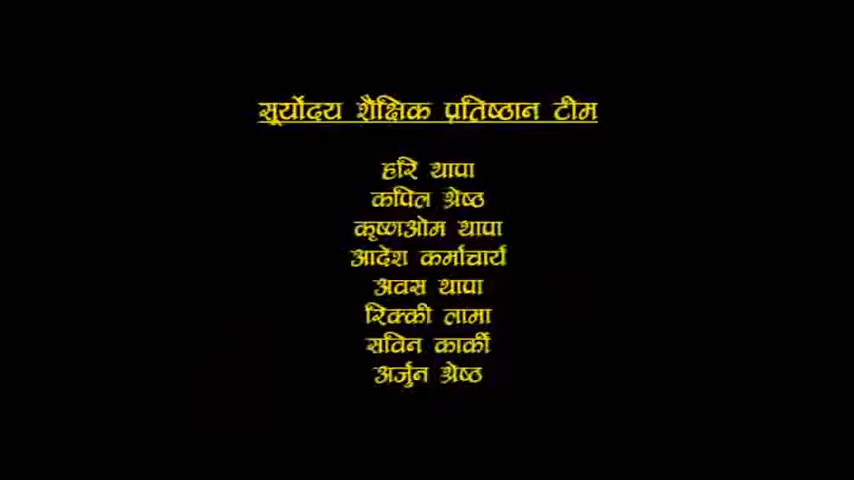 सूर्योदय शैक्षिक प्रतिष्ठान टीम
हरि थापा
कपिल श्रेष्ठ
कृष्णओम थापा
आदेश कर्माचार्य
अवस थापा
रिक्की लामा
सविन कार्की
अर्जुन श्रेष्ठ